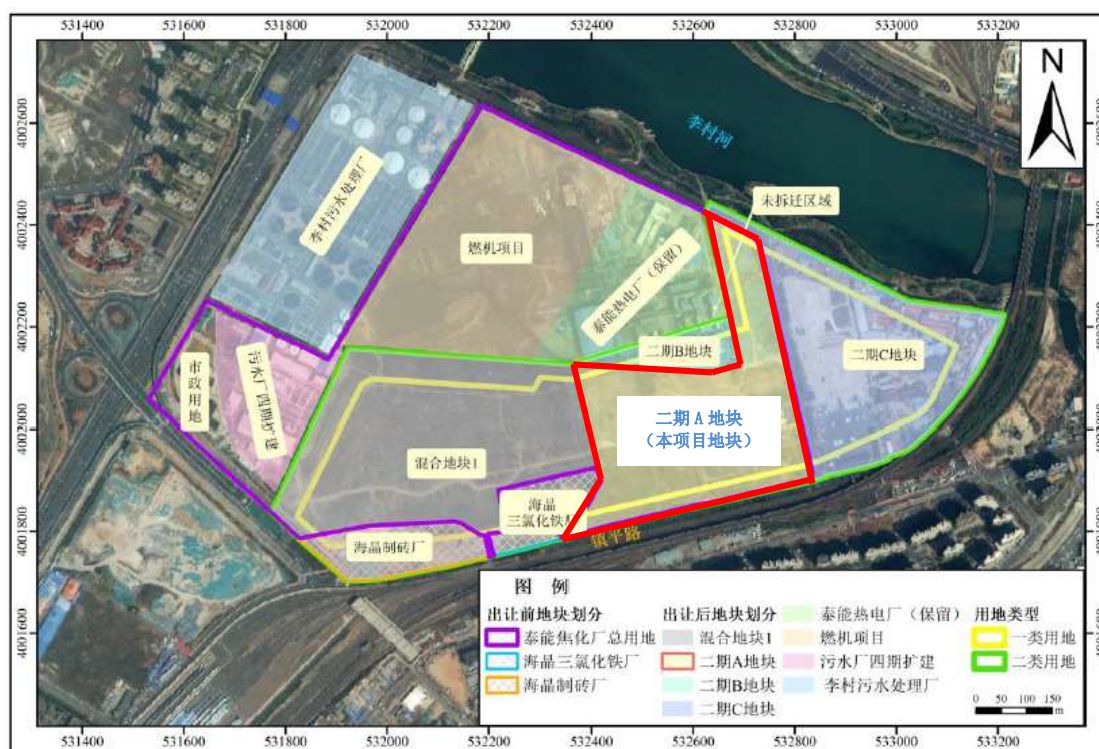 531400 531600 531800 532000 532200 532400 532600 532800 533000 533200
N
4002600
4002400
4002200
4002000
4001800
4001600
李村河
李村污水处理厂
未拆迁区域
燃机项目
泰能热电厂（保留）
二期B地块
二期C地块
市政用地
污水厂四期扩建
二期A地块
（本项目地块）
混合地块1
海晶
三氯化铁厂
海晶制砖厂
镇平路
图 例
出让前地块划分
泰能焦化厂总用地
海晶三氯化铁厂
海晶制砖厂
出让后地块划分
混合地块1
二期A地块
二期B地块
二期C地块
泰能热电厂（保留）
燃机项目
污水厂四期扩建
李村污水处理厂
用地类型
一类用地
二类用地
0 50 100 150
m
531400 531600 531800 532000 532200 532400 532600 532800 533000 533200